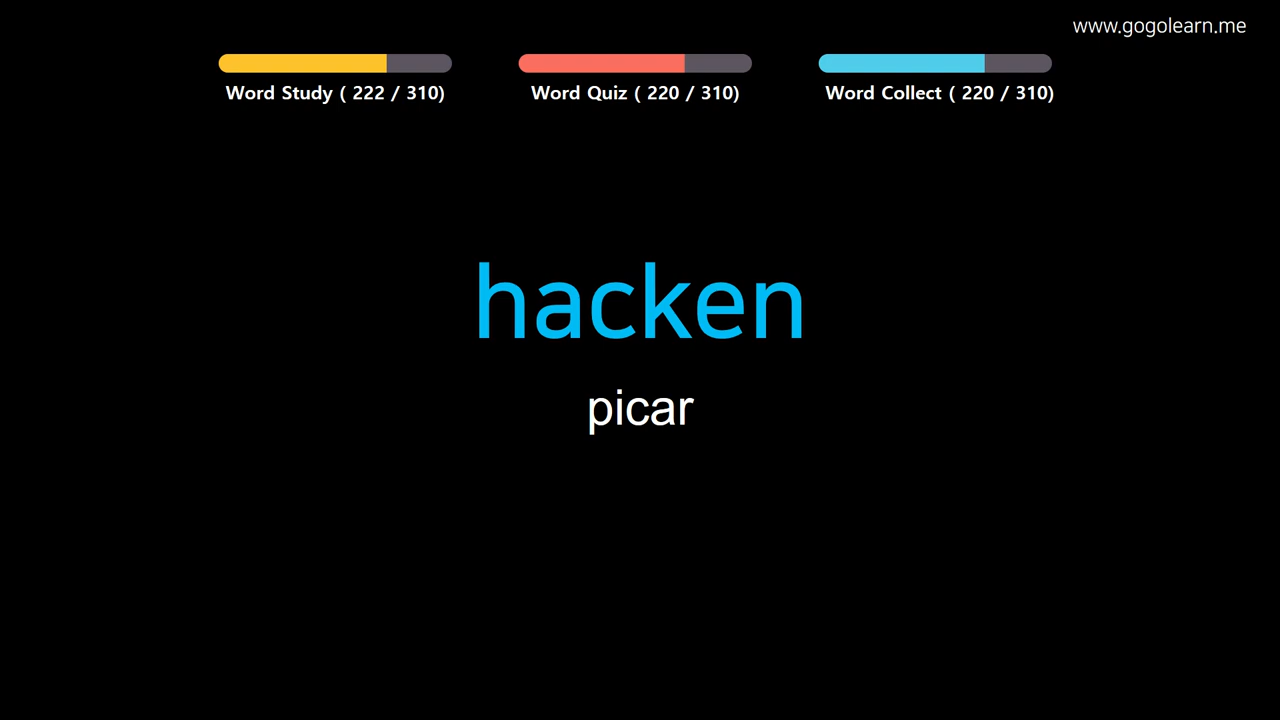 www.gogolearn.me
Word Study ( 222 / 310)
Word Quiz ( 220 / 310)
Word Collect ( 220 / 310)
hacken
picar